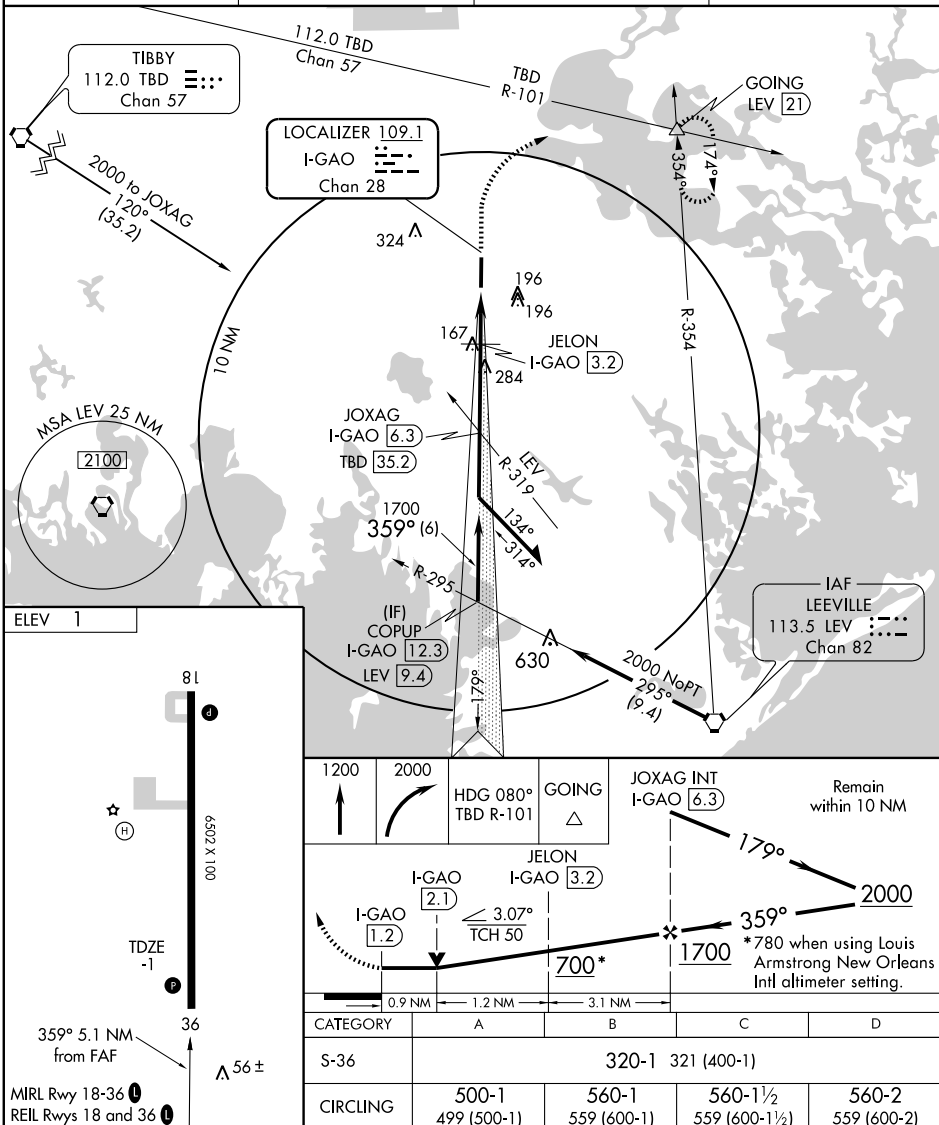 112.0 TBD
Chan 57
TIBBY
112.0 TBD
Chan 57
TBD
R-101
GOING
LEV 21
LOCALIZER 109.1
I-GAO
Chan 28
2000 to JOXAG
120°
(35.2)
174°
354°
324
196
196
R-354
10 NM
167
JELON
I-GAO 3.2
284
MSA LEV 25 NM
2100
JOXAG
I-GAO 6.3
TBD 35.2
LEV
R-319
1700
359° (6)
134°
314°
R-295
(IF)
COPUP
I-GAO 12.3
LEV 9.4
179°
630
2000 NoPT
295°
(9.4)
IAF
LEEVILLE
113.5 LEV
Chan 82
ELEV 1
18
P
H
6502 X 100
TDZE
-1
P
36
359° 5.1 NM
from FAF
56 ±
MIRL Rwy 18-36 L
REIL Rwys 18 and 36 L
1200
2000
HDG 080°
TBD R-101
GOING
JOXAG INT
I-GAO 6.3
Remain
within 10 NM
179°
2000
359°
1700
JELON
I-GAO 3.2
I-GAO
2.1
3.07°
TCH 50
I-GAO
1.2
700*
*780 when using Louis
Armstrong New Orleans
Intl altimeter setting.
0.9 NM 1.2 NM 3.1 NM
CATEGORY A B C D
S-36 320-1 321 (400-1)
CIRCLING 500-1 560-1 560-1½ 560-2
499 (500-1) 559 (600-1) 559 (600-1½) 559 (600-2)